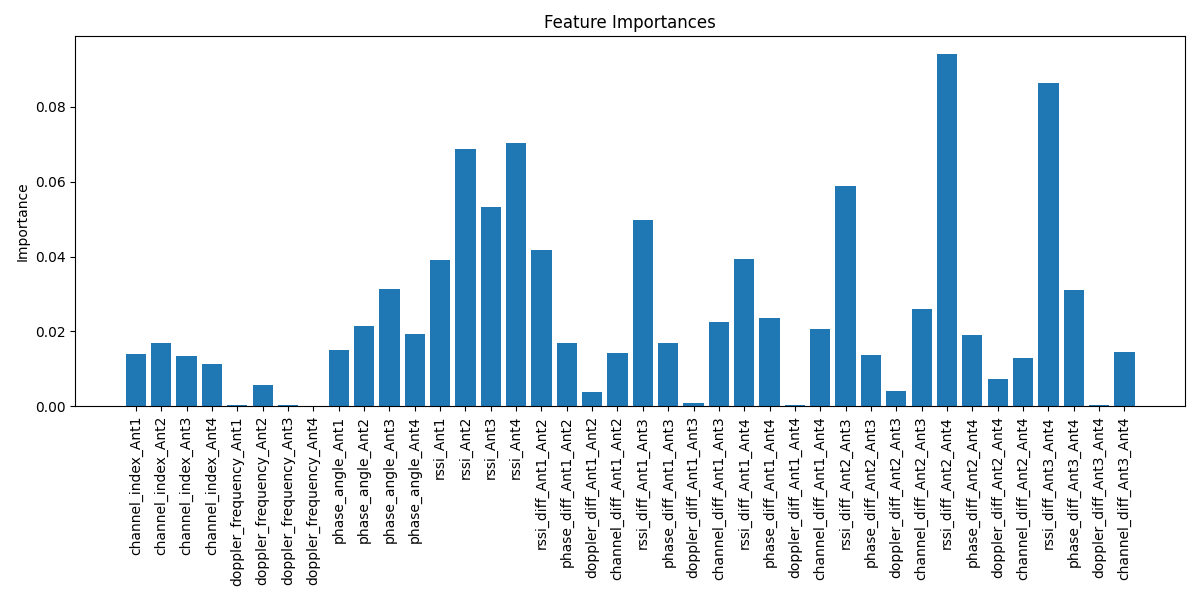 Feature Importances
Importance
0.08
0.06
0.04
0.02
0.00
channel_index_Ant1
channel_index_Ant2
channel_index_Ant3
channel_index_Ant4
doppler_frequency_Ant1
doppler_frequency_Ant2
doppler_frequency_Ant3
doppler_frequency_Ant4
phase_angle_Ant1
phase_angle_Ant2
phase_angle_Ant3
phase_angle_Ant4
rssi_Ant1
rssi_Ant2
rssi_Ant3
rssi_Ant4
rssi_diff_Ant1_Ant2
phase_diff_Ant1_Ant2
doppler_diff_Ant1_Ant2
channel_diff_Ant1_Ant2
rssi_diff_Ant1_Ant3
phase_diff_Ant1_Ant3
doppler_diff_Ant1_Ant3
channel_diff_Ant1_Ant3
rssi_diff_Ant1_Ant4
phase_diff_Ant1_Ant4
doppler_diff_Ant1_Ant4
channel_diff_Ant1_Ant4
rssi_diff_Ant2_Ant3
phase_diff_Ant2_Ant3
doppler_diff_Ant2_Ant3
channel_diff_Ant2_Ant3
rssi_diff_Ant2_Ant4
phase_diff_Ant2_Ant4
doppler_diff_Ant2_Ant4
channel_diff_Ant2_Ant4
rssi_diff_Ant3_Ant4
phase_diff_Ant3_Ant4
doppler_diff_Ant3_Ant4
channel_diff_Ant3_Ant4